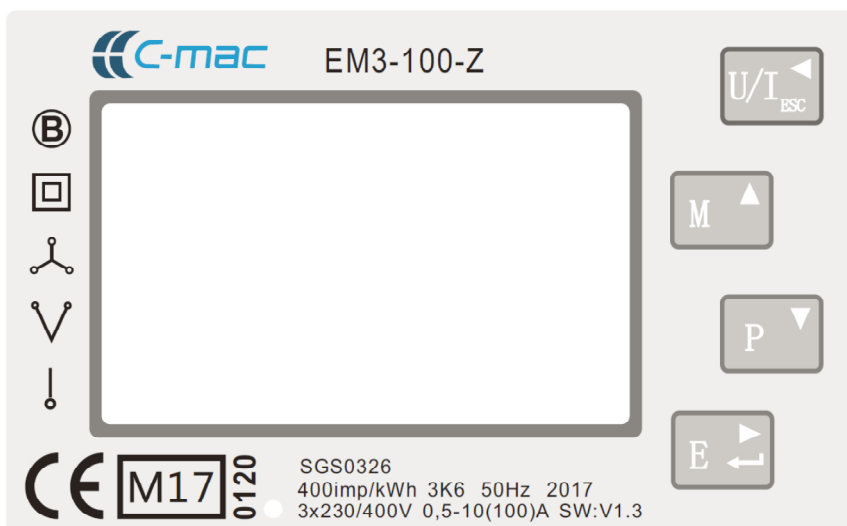 C-mac EM3-100-Z
U/I ESC
B
M
P
E
CE M17 0120
SGS0326
400imp/kWh 3K6 50Hz 2017
3x230/400V 0,5-10(100)A SW:V1.3